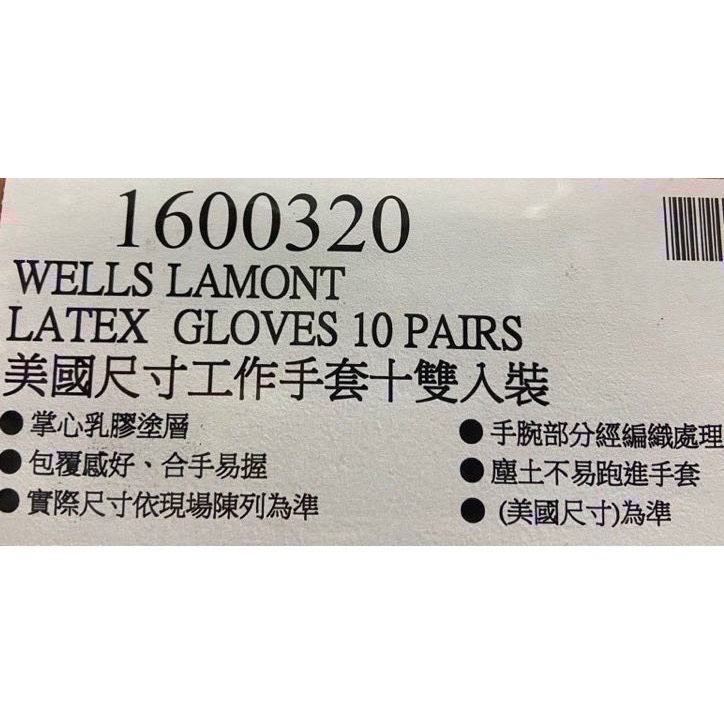 1600320
WELLS LAMONT
LATEX GLOVES 10 PAIRS
美國尺寸工作手套十雙入裝
● 掌心乳膠塗層
● 包覆感好、合手易握
● 實際尺寸依現場陳列為準
● 手腕部分經編織處理
● 塵土不易跑進手套
● (美國尺寸)為準